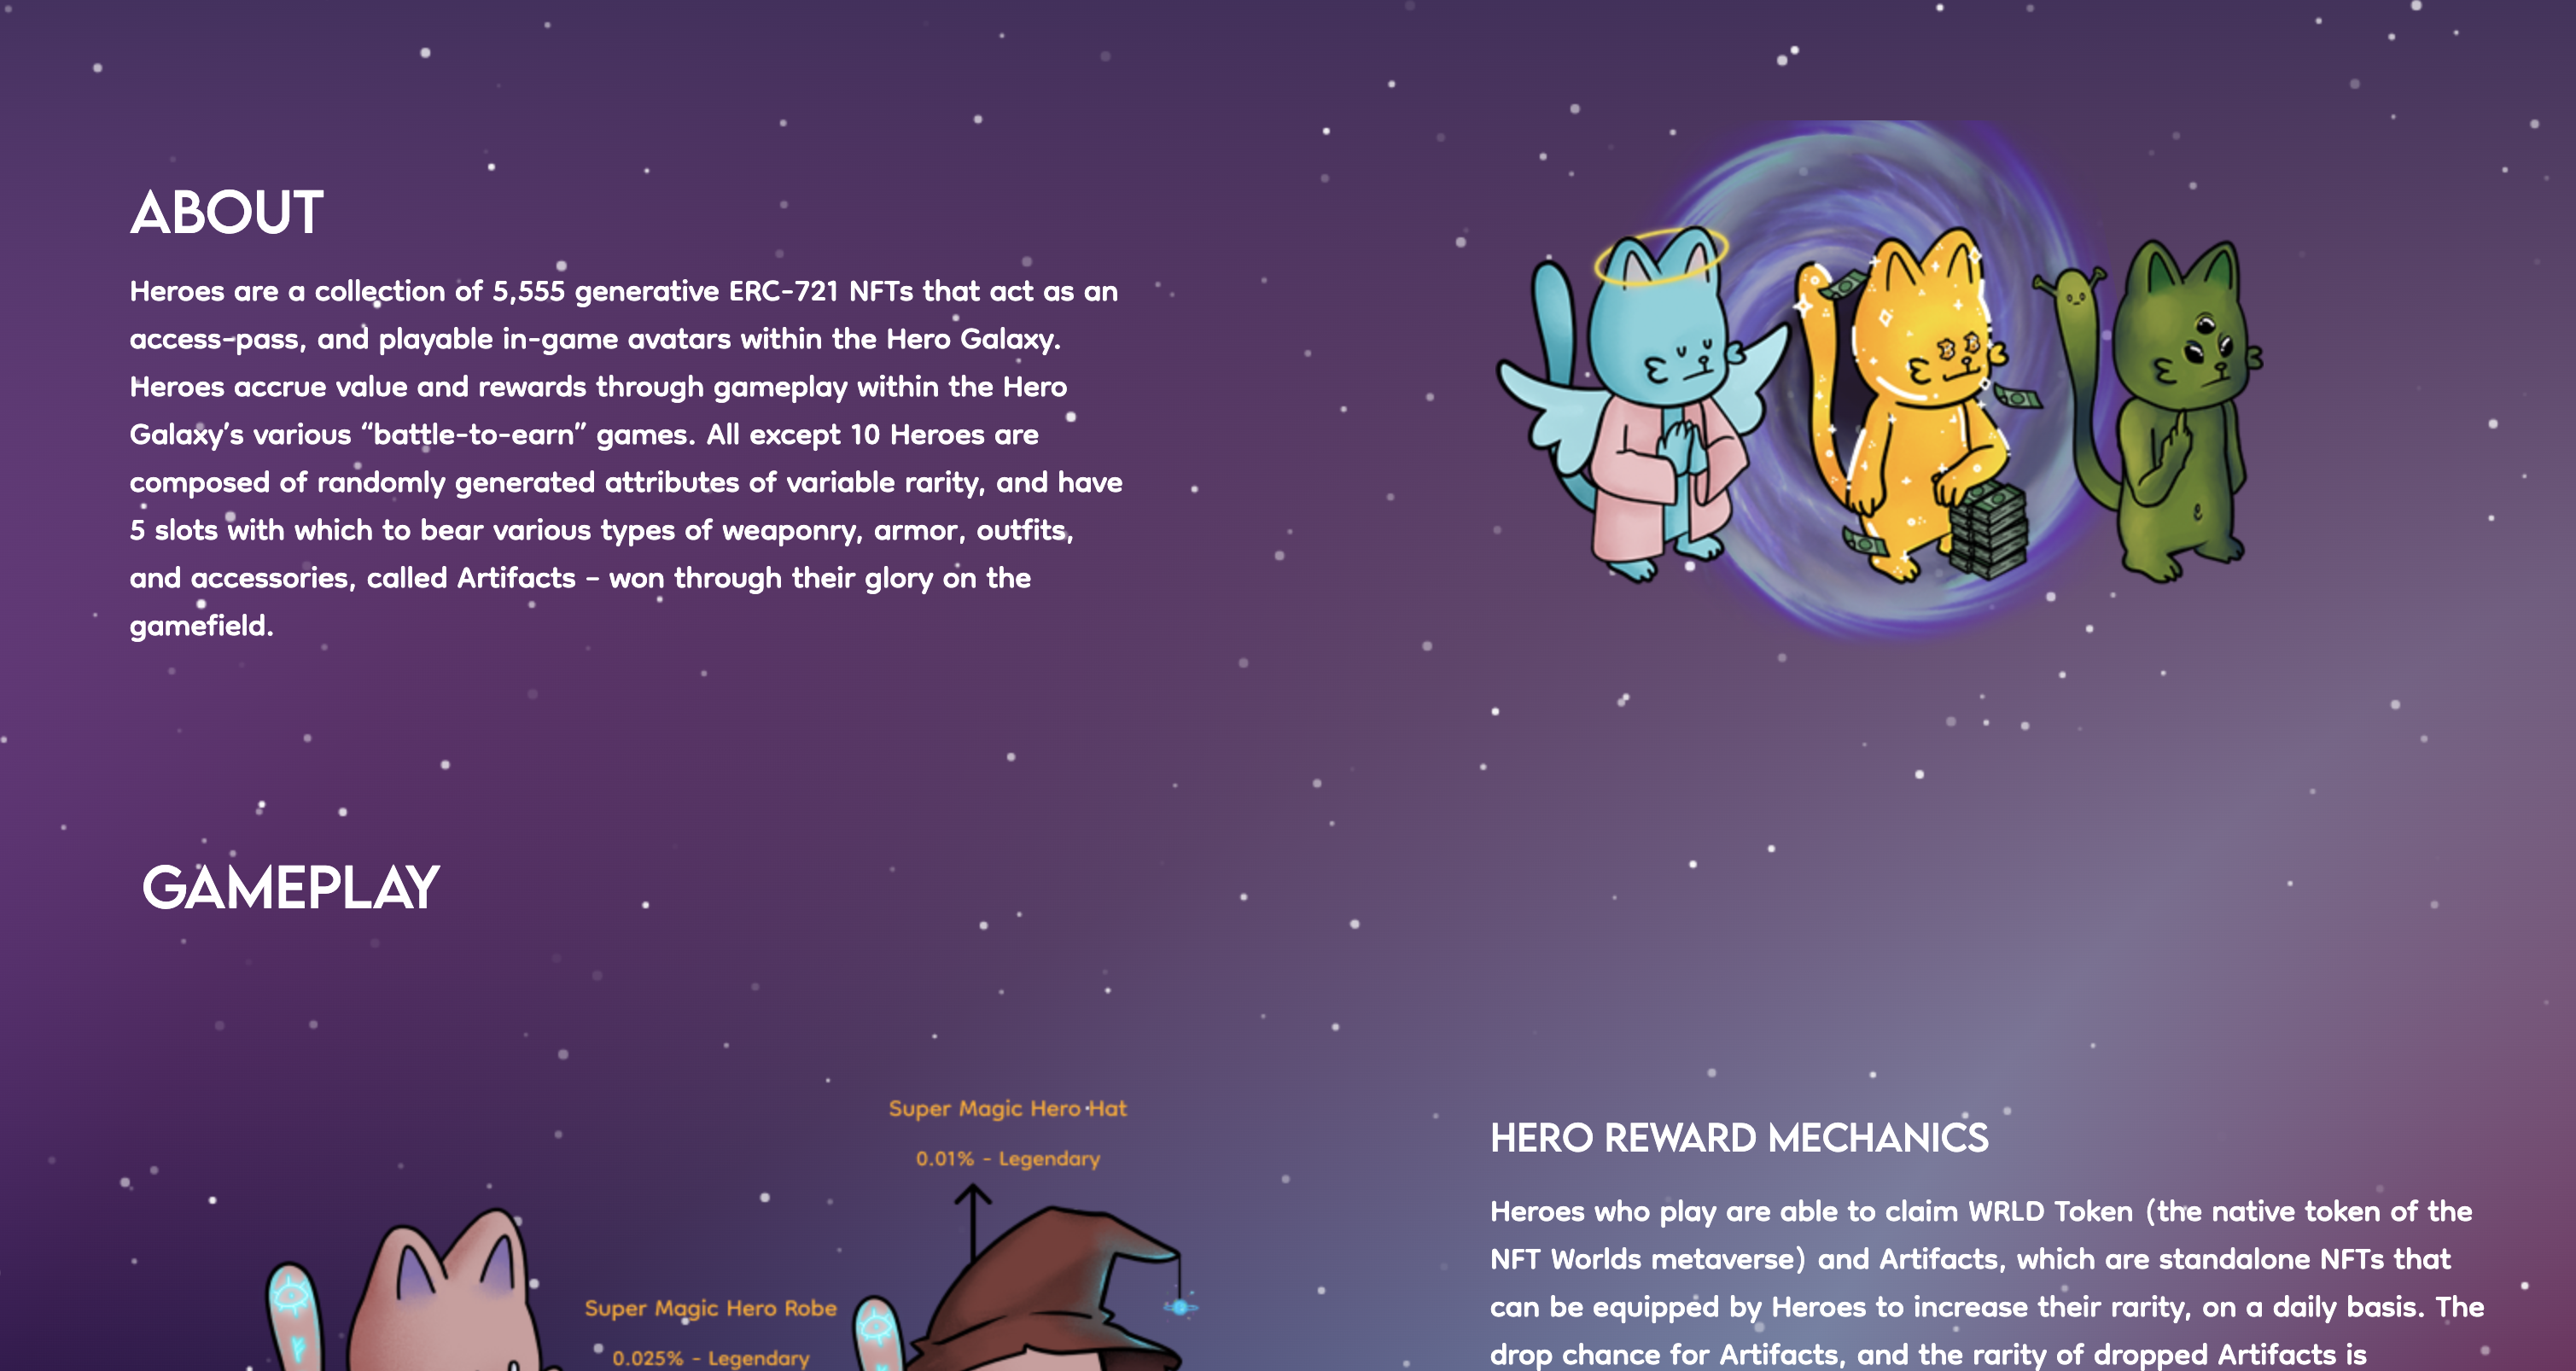 ABOUT
Heroes are a collection of 5,555 generative ERC-721 NFTs that act as an
access-pass, and playable in-game avatars within the Hero Galaxy.
Heroes accrue value and rewards through gameplay within the Hero
Galaxy's various “battle-to-earn” games. All except 10 Heroes are
composed of randomly generated attributes of variable rarity, and have
5 slots with which to bear various types of weaponry, armor, outfits,
and accessories, called Artifacts - won through their glory on the
gamefield.
GAMEPLAY
Super Magic Hero Hat
0.01% - Legendary
Super Magic Hero Robe
0.025% - Legendary
HERO REWARD MECHANICS
Heroes who play are able to claim WRLD Token (the native token of the
NFT Worlds metaverse) and Artifacts, which are standalone NFTs that
can be equipped by Heroes to increase their rarity, on a daily basis. The
drop chance for Artifacts, and the rarity of dropped Artifacts is